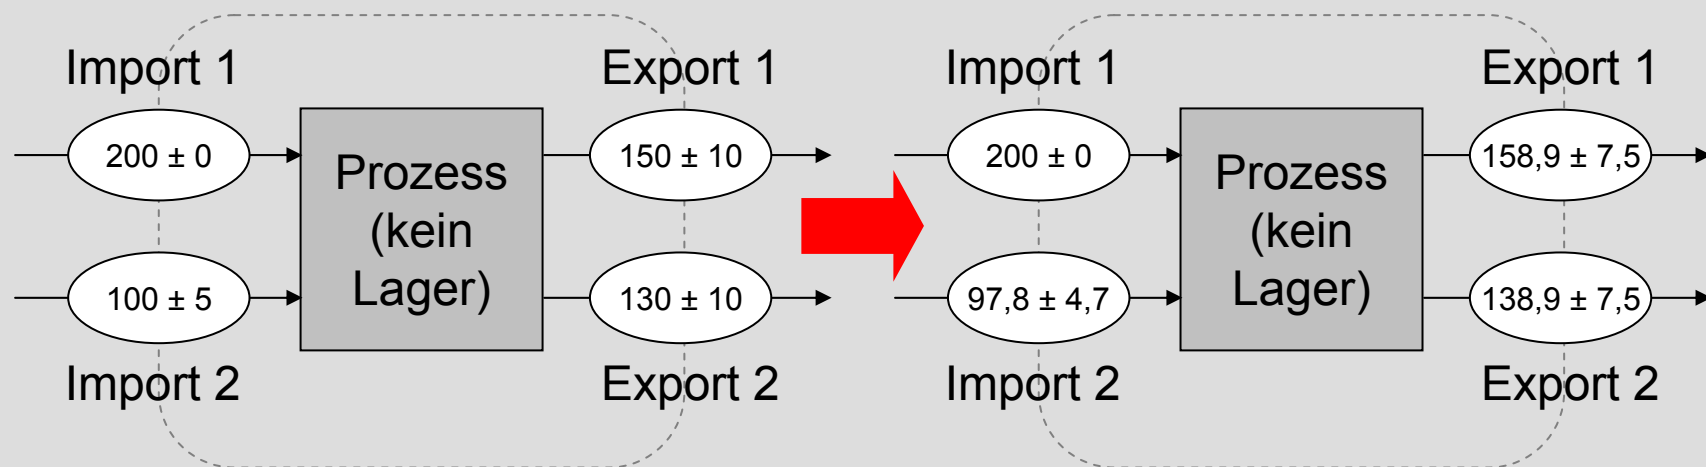 Import 1
Export 1
200 ± 0
Prozess
(kein
Lager)
150 ± 10
100 ± 5
130 ± 10
Import 2
Export 2
Import 1
Export 1
200 ± 0
Prozess
(kein
Lager)
158,9 ± 7,5
97,8 ± 4,7
138,9 ± 7,5
Import 2
Export 2